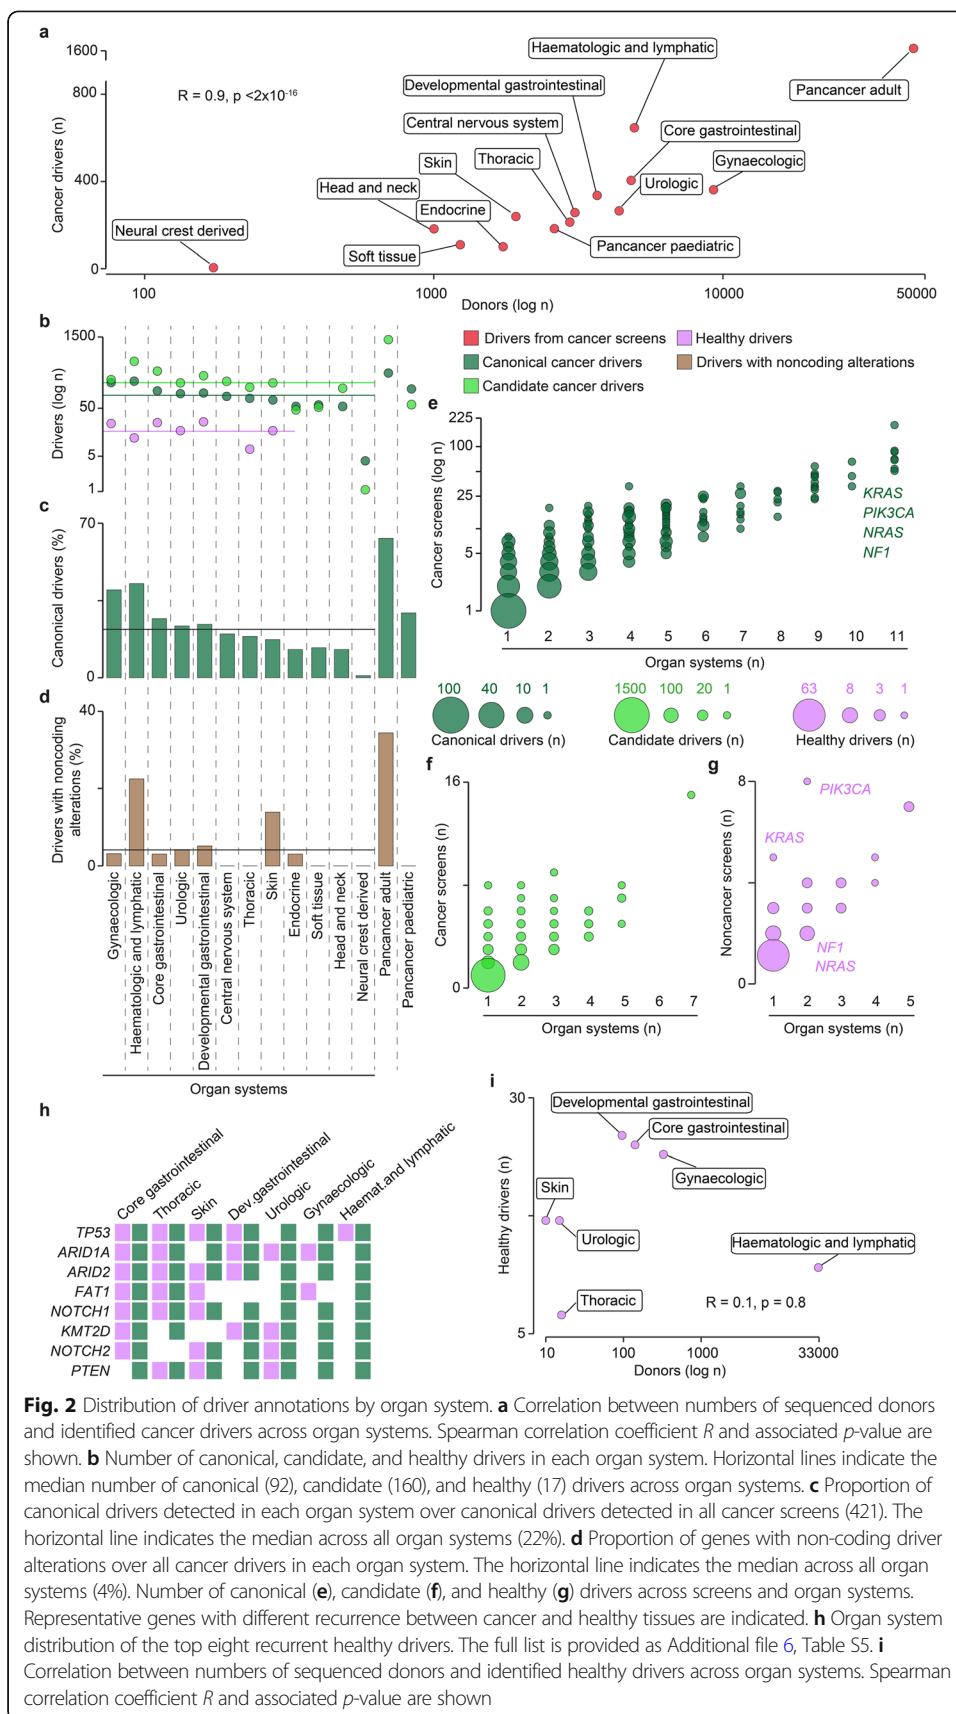 a
1600
800
400
0
Cancer drivers (n)
R = 0.9, p <2x10-16
Haematologic and lymphatic
Developmental gastrointestinal
Pancancer adult
Central nervous system
Core gastrointestinal
Skin
Thoracic
Gynaecologic
Head and neck
Urologic
Endocrine
Neural crest derived
Soft tissue
Pancancer paediatric
100 1000 10000 50000
Donors (log n)
b
1500
50
5
1
Drivers (log n)
Drivers from cancer screens
Healthy drivers
Canonical cancer drivers
Drivers with noncoding alterations
Candidate cancer drivers
c
70
0
Canonical drivers (%)
d
40
0
Drivers with noncoding
alterations (%)
Gynaecologic
Haematologic and lymphatic
Core gastrointestinal
Urologic
Developmental gastrointestinal
Central nervous system
Thoracic
Skin
Endocrine
Soft tissue
Head and neck
Neural crest derived
Pancancer adult
Pancancer paediatric
Organ systems
e
225
100
25
5
1
Cancer screens (log n)
KRAS
PIK3CA
NRAS
NF1
1 2 3 4 5 6 7 8 9 10 11
Organ systems (n)
100 40 10 1
Canonical drivers (n)
1500 100 20 1
Candidate drivers (n)
63 8 3 1
Healthy drivers (n)
f
16
0
Cancer screens (n)
1 2 3 4 5 6 7
Organ systems (n)
g
8
0
Noncancer screens (n)
PIK3CA
KRAS
NF1
NRAS
1 2 3 4 5
Organ systems (n)
h
Core gastrointestinal
Thoracic
Skin
Dev.gastrointestinal
Urologic
Gynaecologic
Haemat.and lymphatic
TP53
ARID1A
ARID2
FAT1
NOTCH1
KMT2D
NOTCH2
PTEN
i
30
5
Healthy drivers (n)
Developmental gastrointestinal
Core gastrointestinal
Gynaecologic
Skin
Urologic
Haematologic and lymphatic
Thoracic
R = 0.1, p = 0.8
10 100 1000 33000
Donors (log n)
Fig. 2 Distribution of driver annotations by organ system. a Correlation between numbers of sequenced donors
and identified cancer drivers across organ systems. Spearman correlation coefficient R and associated p-value are
shown. b Number of canonical, candidate, and healthy drivers in each organ system. Horizontal lines indicate the
median number of canonical (92), candidate (160), and healthy (17) drivers across organ systems. c Proportion of
canonical drivers detected in each organ system over canonical drivers detected in all cancer screens (421). The
horizontal line indicates the median across all organ systems (22%). d Proportion of genes with non-coding driver
alterations over all cancer drivers in each organ system. The horizontal line indicates the median across all organ
systems (4%). Number of canonical (e), candidate (f), and healthy (g) drivers across screens and organ systems.
Representative genes with different recurrence between cancer and healthy tissues are indicated. h Organ system
distribution of the top eight recurrent healthy drivers. The full list is provided as Additional file 6, Table S5. i
Correlation between numbers of sequenced donors and identified healthy drivers across organ systems. Spearman
correlation coefficient R and associated p-value are shown